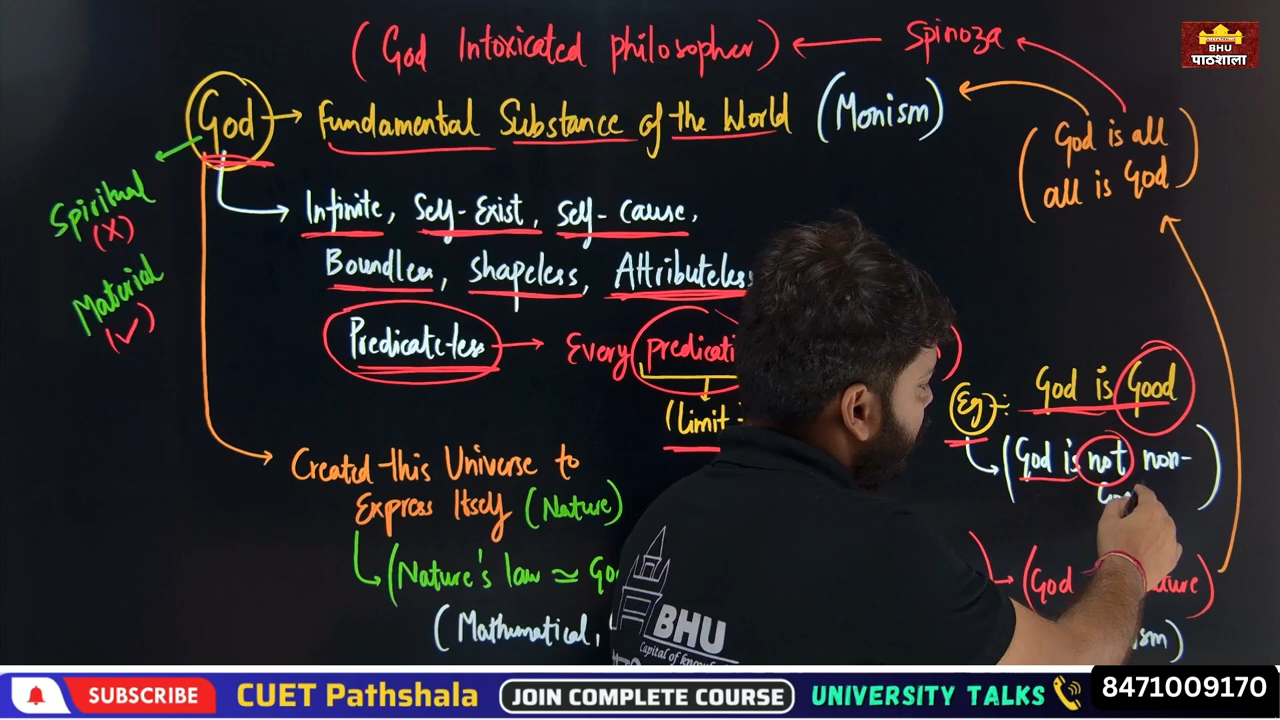 (God Intoxicated philosopher) ← Spinoza
BHU
पाठशाला
God → Fundamental Substance of the World (Monism)
(God is all
all is God)
Spiritual
(X)
Material
(✓)
Infinite, Self-Exist, Self-Cause,
Boundless, shapeless, Attributeless
Predicateless → Every
(Limit
Eg:- God is Good
(God is not non-
Created this Universe to
Express Itself (Nature)
(Nature's law ≃
(God
(Mathematical,
BHU
Capital of
SUBSCRIBE
CUET Pathshala
JOIN COMPLETE COURSE
UNIVERSITY TALKS
8471009170